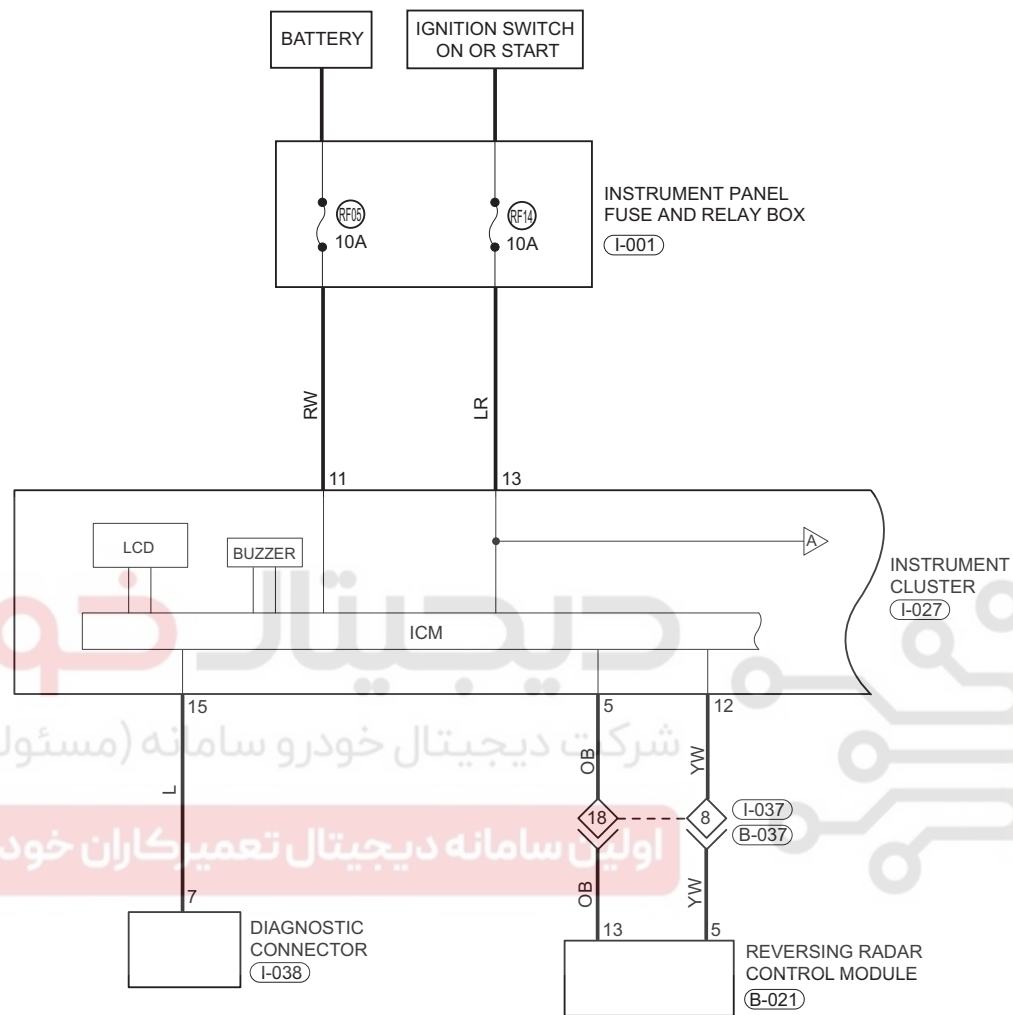 BATTERY
IGNITION SWITCH
ON OR START
RF05
10A
RF14
10A
INSTRUMENT PANEL
FUSE AND RELAY BOX
I-001
RW
LR
11
13
LCD
BUZZER
A
INSTRUMENT
CLUSTER
I-027
ICM
دیجیتال خو
15
5
12
شرکت دیجیتال خودرو سامانه (مسئول
L
OB
YW
18
8
I-037
B-037
اولین سامانه دیجیتال تعمیرکاران خود
OB
YW
7
13
5
DIAGNOSTIC
CONNECTOR
I-038
REVERSING RADAR
CONTROL MODULE
B-021